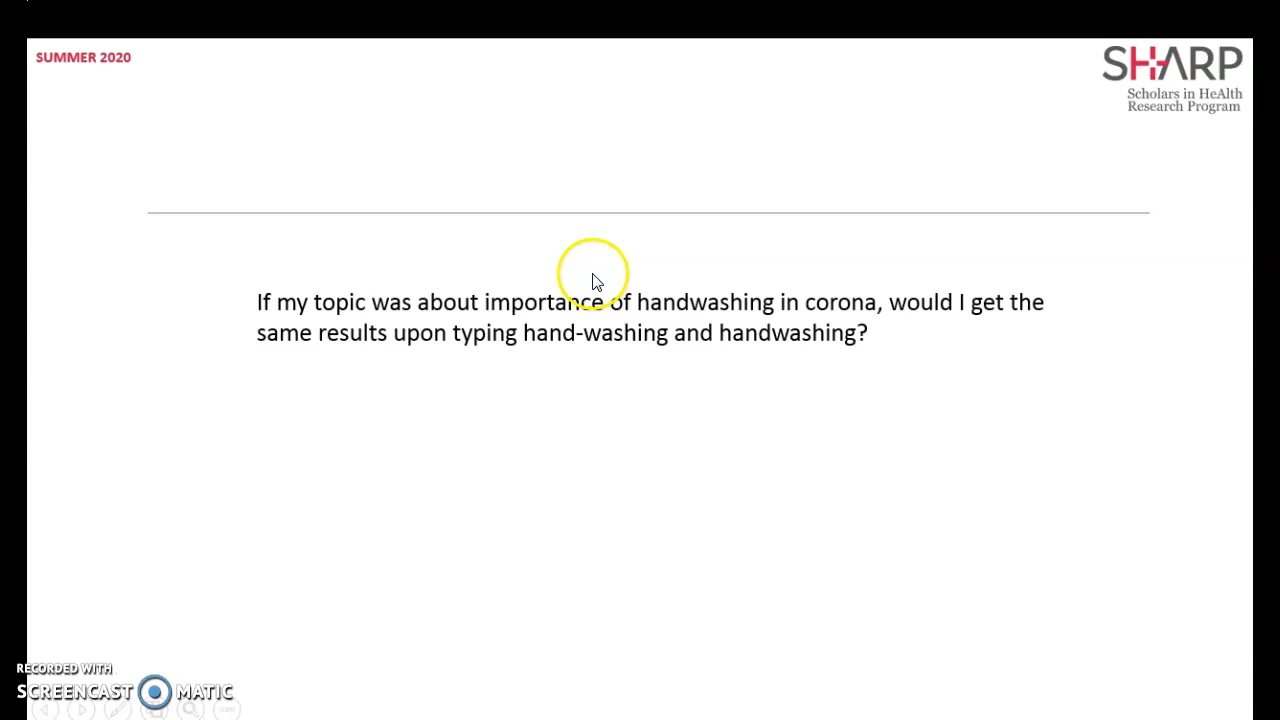 SUMMER 2020
SHARP
Scholars in HeAlth
Research Program
If my topic was about importance of handwashing in corona, would I get the
same results upon typing hand-washing and handwashing?
RECORDED WITH
SCREENCAST MATIC